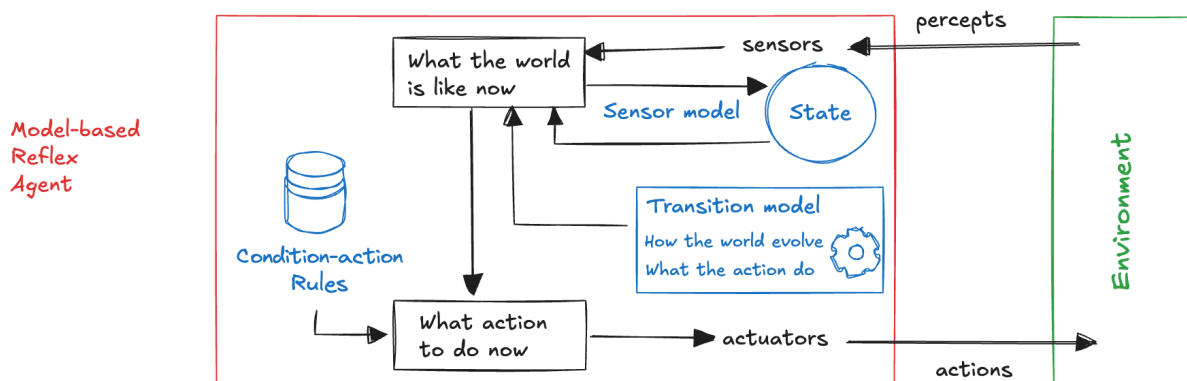 percepts
sensors
What the world
is like now
Sensor model
State
Model-based
Reflex
Agent
Environment
Transition model
How the world evolve
What the action do
Condition-action
Rules
What action
to do now
actuators
actions